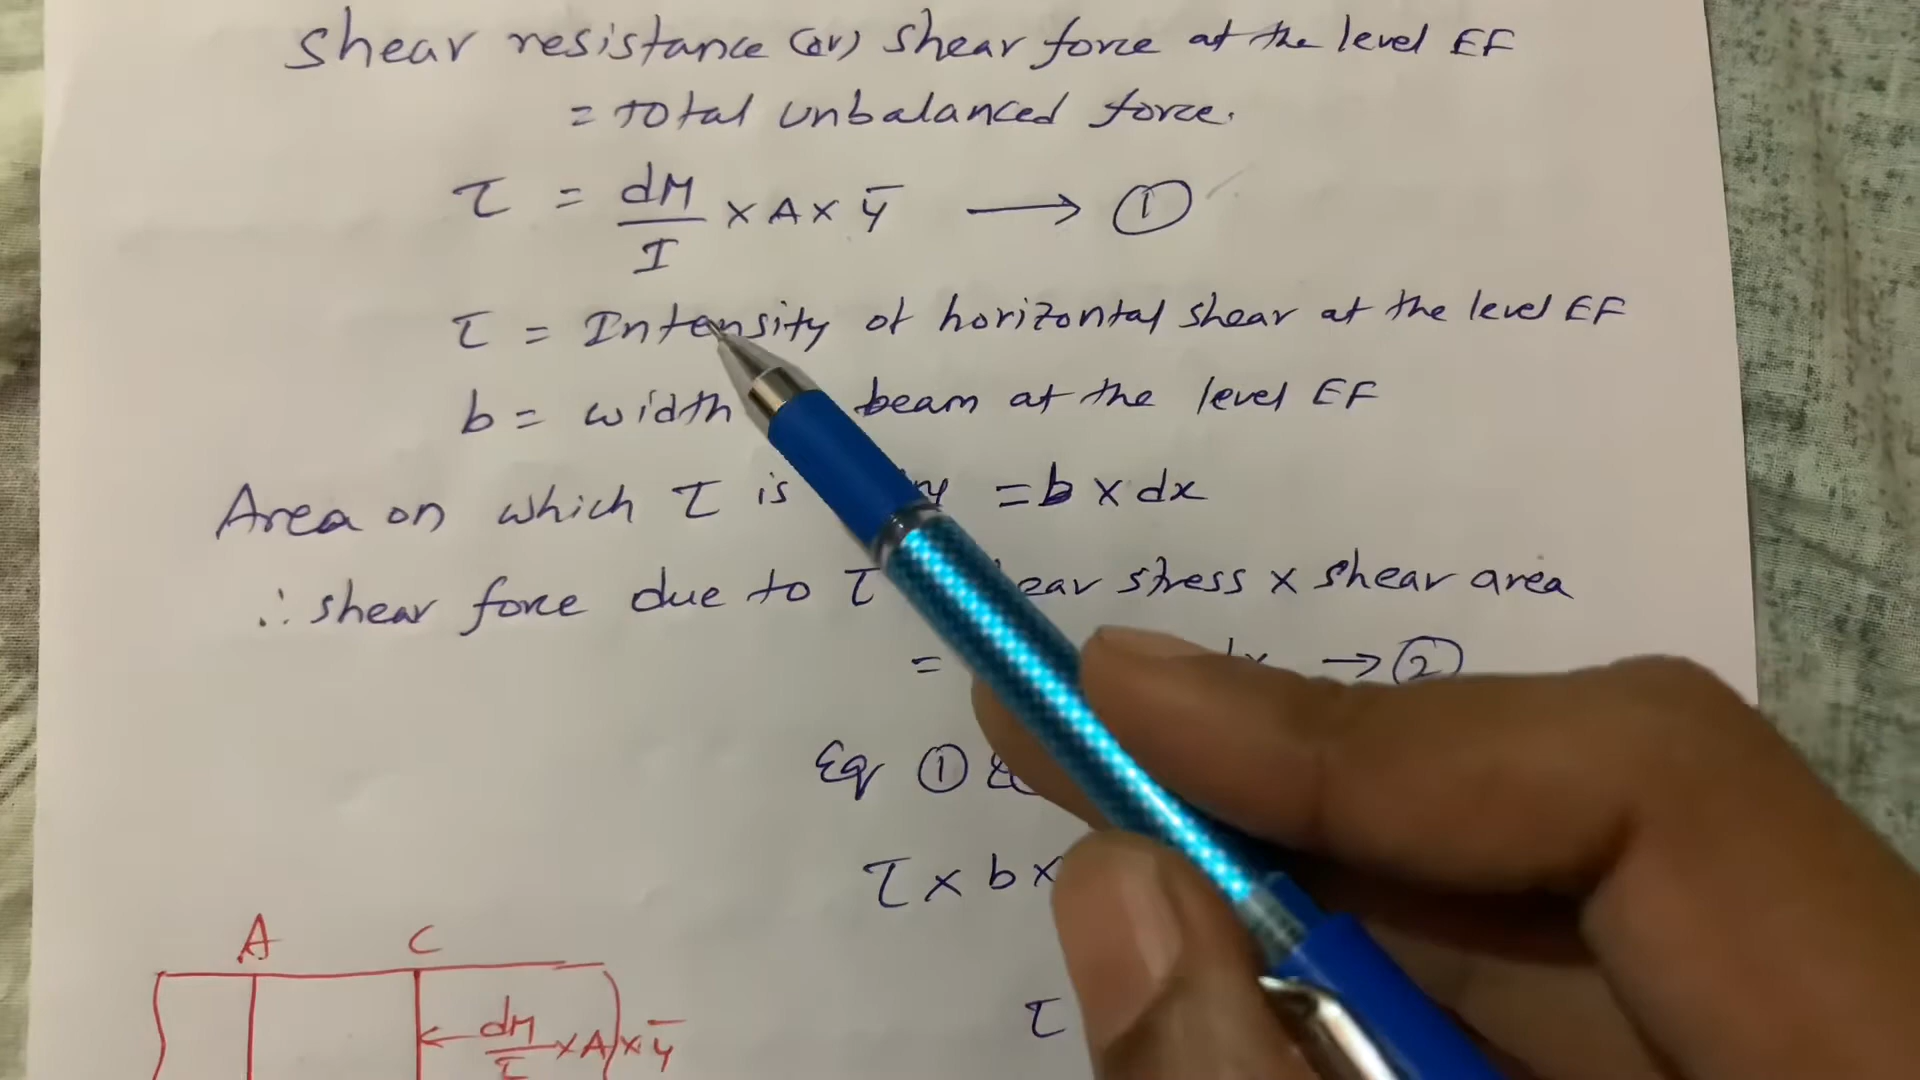 Shear resistance (or) shear force at the level EF
= Total unbalanced force.
τ = dM/I × A × ȳ → ①
τ = Intensity of horizontal shear at the level EF
b = width beam at the level EF
Area on which τ is = b × dx
∴ shear force due to τ shear stress × shear area
= → ②
Eq ① &
τ × b ×
τ
A C
← dM/I × A × ȳ